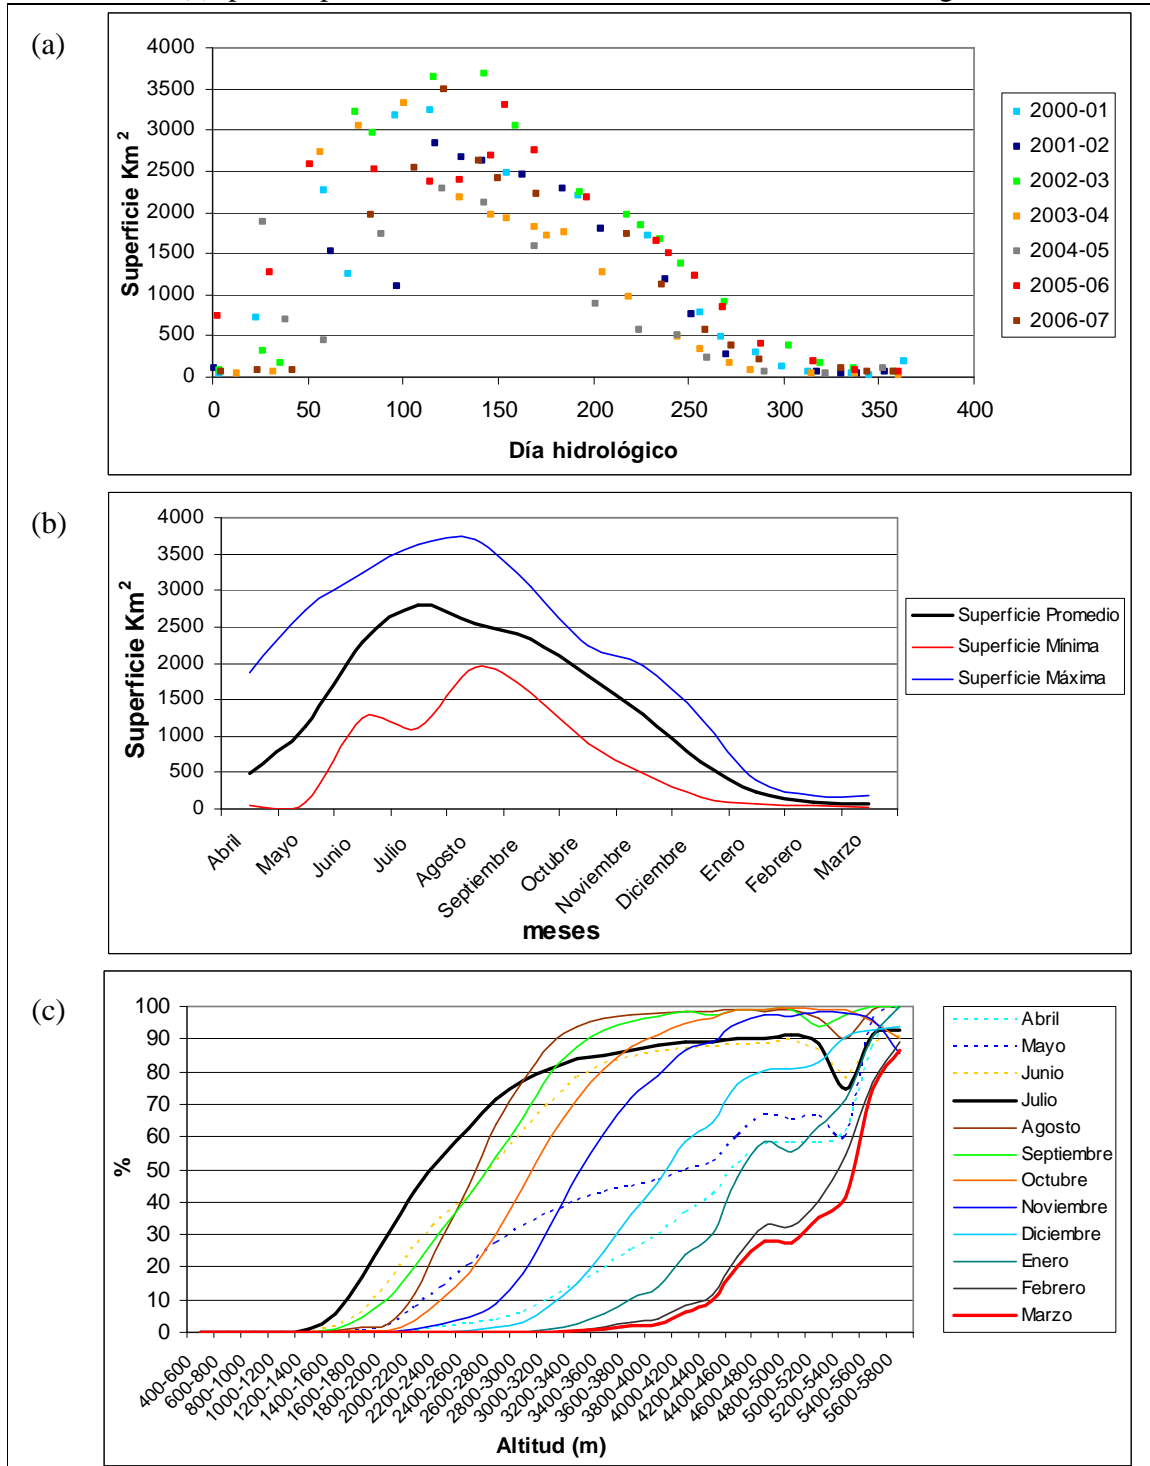 (a)
4000
3500
3000
2500
2000
1500
1000
500
0
Superficie Km²
0 50 100 150 200 250 300 350 400
Día hidrológico
2000-01
2001-02
2002-03
2003-04
2004-05
2005-06
2006-07
(b)
4000
3500
3000
2500
2000
1500
1000
500
0
Superficie Km²
Abril Mayo Junio Julio Agosto Septiembre Octubre Noviembre Diciembre Enero Febrero Marzo
meses
Superficie Promedio
Superficie Mínima
Superficie Máxima
(c)
100
90
80
70
60
50
40
30
20
10
0
%
400-600 600-800 800-1000 1000-1200 1200-1400 1400-1600 1600-1800 1800-2000 2000-2200 2200-2400 2400-2600 2600-2800 2800-3000 3000-3200 3200-3400 3400-3600 3600-3800 3800-4000 4000-4200 4200-4400 4400-4600 4600-4800 4800-5000 5000-5200 5200-5400 5400-5600 5600-5800
Altitud (m)
Abril
Mayo
Junio
Julio
Agosto
Septiembre
Octubre
Noviembre
Diciembre
Enero
Febrero
Marzo